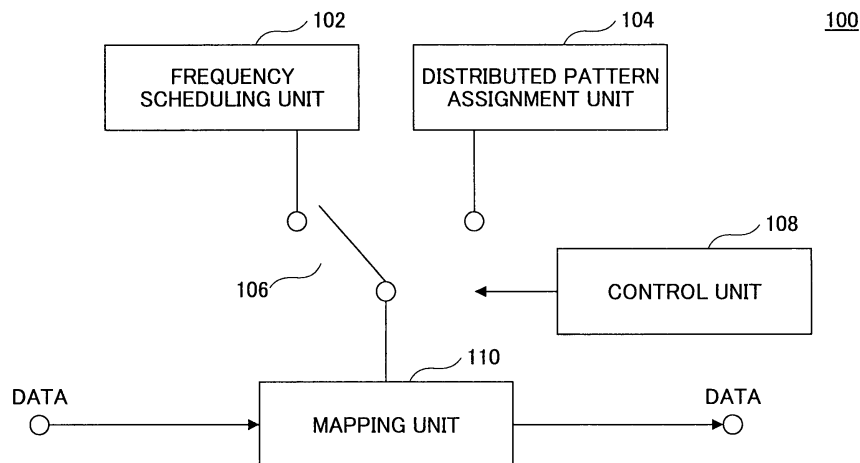 102
104
100
FREQUENCY
SCHEDULING UNIT
DISTRIBUTED PATTERN
ASSIGNMENT UNIT
108
106
CONTROL UNIT
110
DATA
DATA
MAPPING UNIT